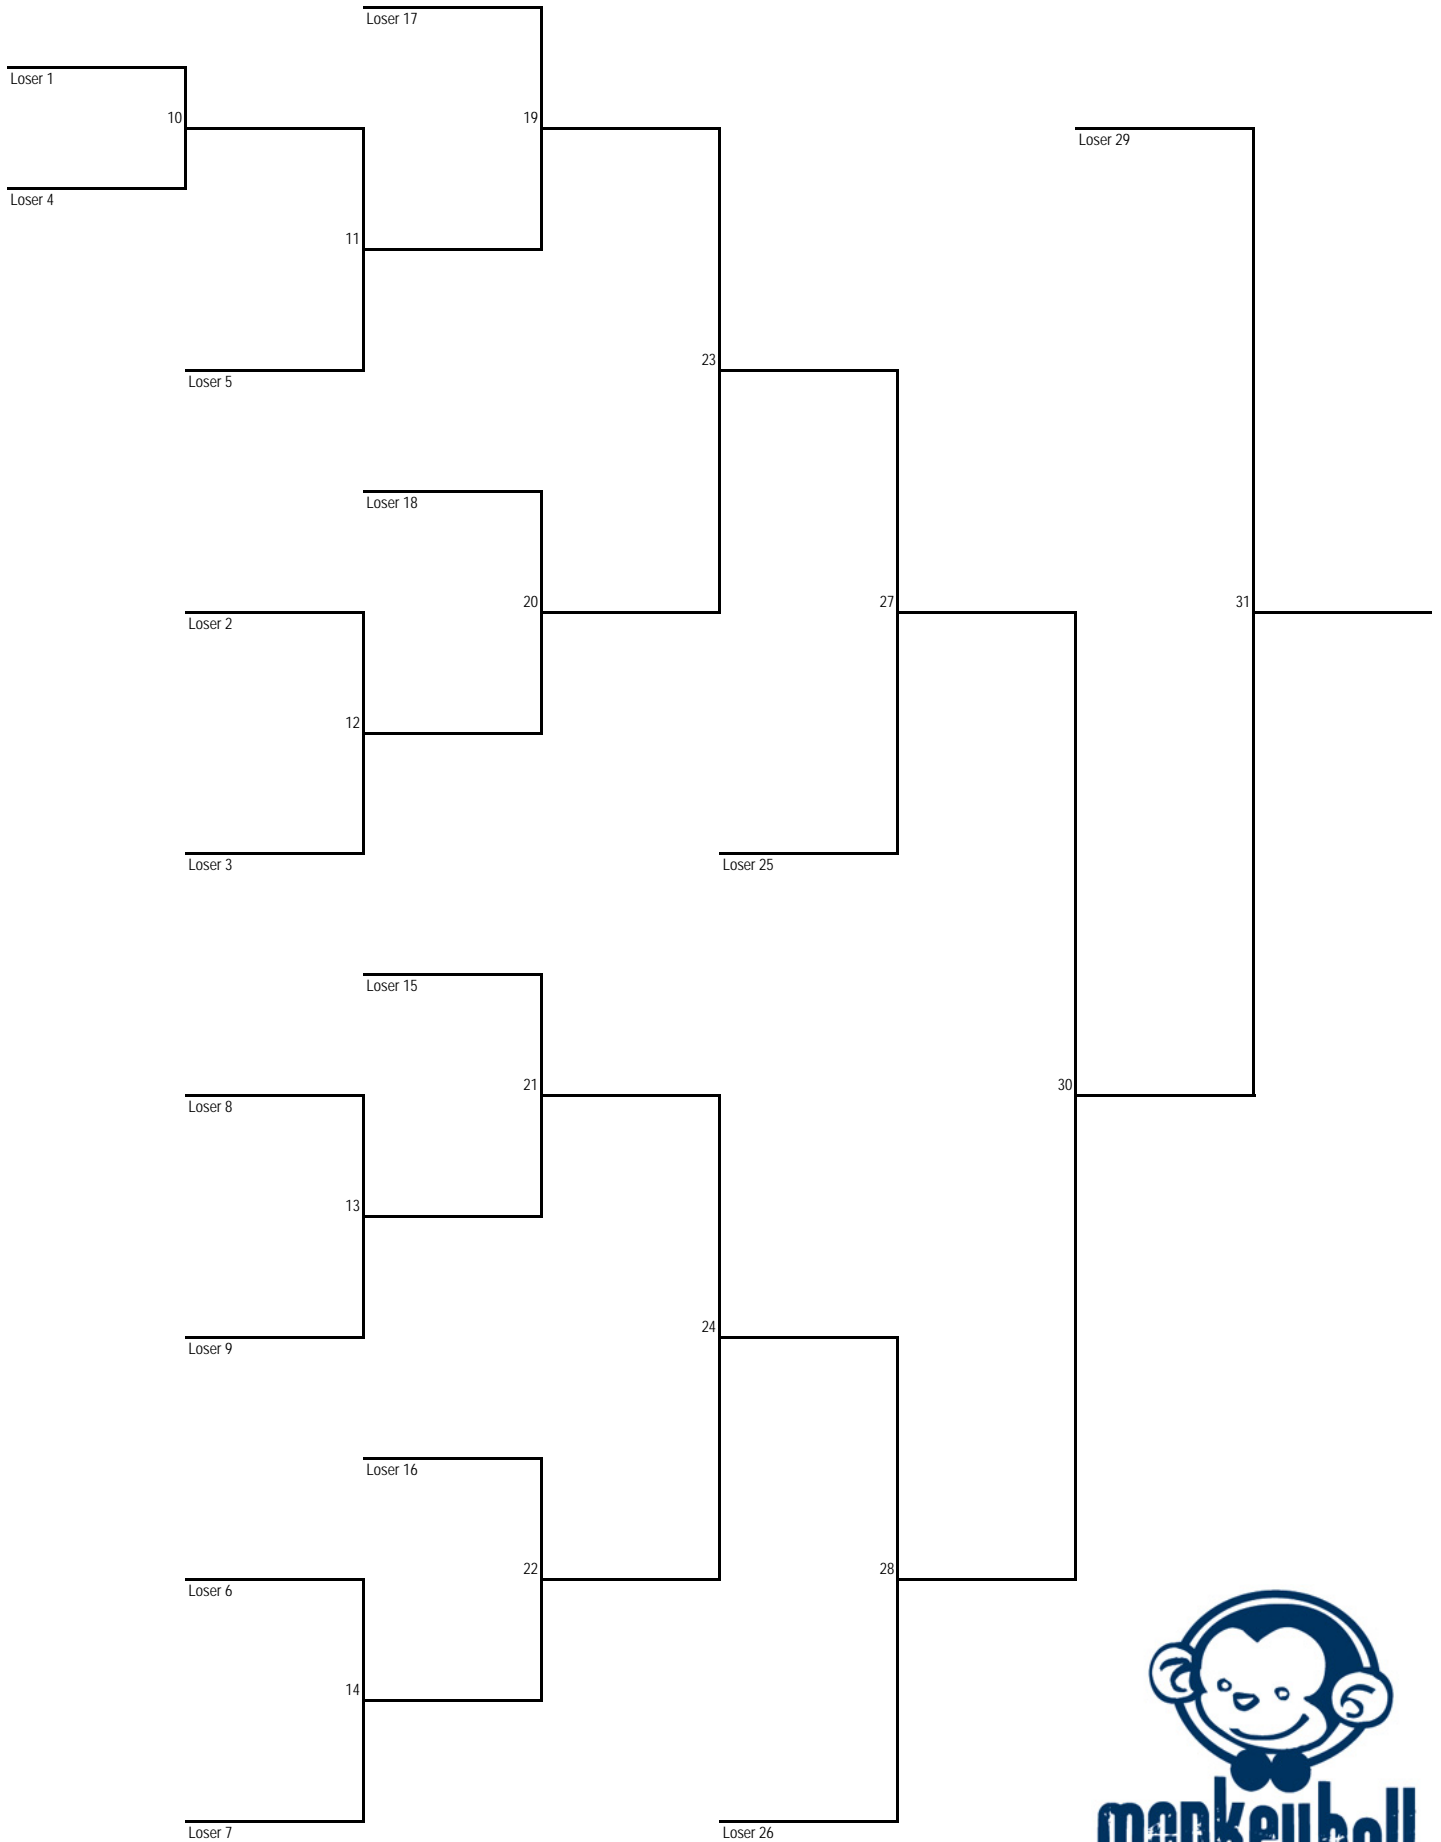 Loser 17
Loser 1
10
19
Loser 29
Loser 4
11
23
Loser 5
Loser 18
20
27
31
Loser 2
12
Loser 3
Loser 25
Loser 15
21
30
Loser 8
13
24
Loser 9
Loser 16
22
28
Loser 6
14
Loser 7
Loser 26
monkeyball